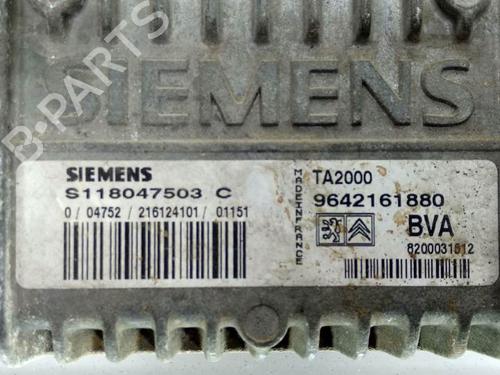 SIEMENS
B-PARTS
SIEMENS
S118047503 C
0 / 04752 / 216124101 / 01151
MADE IN FRANCE
TA2000
9642161880
BVA
8200031512